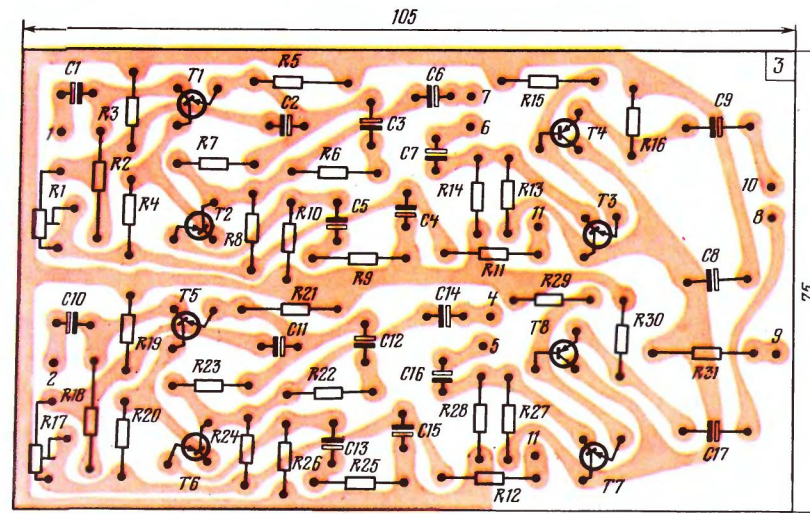 105
3
C1
T1
R5
C6
7
R15
C9
R3
C2
C3
6
T4
R16
1
R2
R7
R6
C7
10
R1
R4
T2
R8
R10
C5
C4
R14
R13
11
T3
8
R9
R11
C8
75
C10
T5
R21
C14
4
R29
R19
C11
C12
5
T8
R30
2
R23
R22
C16
R31
9
R18
R17
R20
R24
R28
R27
C15
11
C17
T6
R26
C13
R25
R12
T7